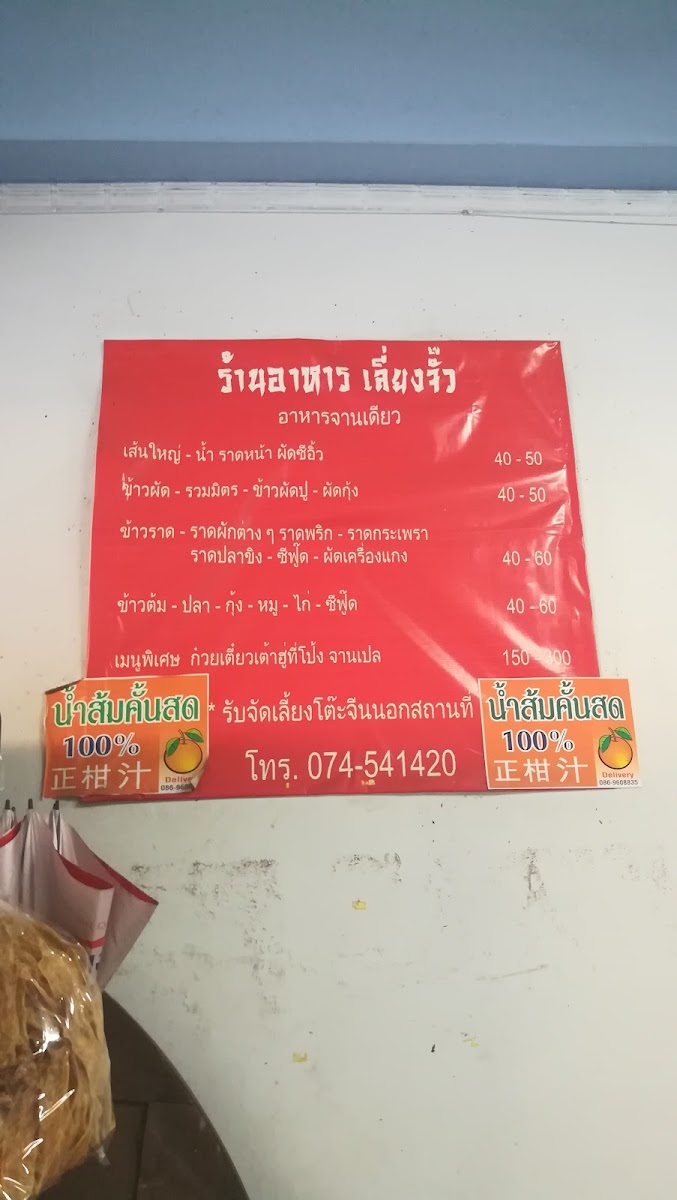 ร้านอาหาร เลี่ยงจั๊ว
อาหารจานเดียว
เส้นใหญ่ - น้ำ ราดหน้า ผัดซีอิ้ว 40 - 50
ข้าวผัด - รวมมิตร - ข้าวผัดปู - ผัดกุ้ง 40 - 50
ข้าวราด - ราดผักต่าง ๆ ราดพริก - ราดกระเพรา
ราดปลาขิง - ซีฟู๊ด - ผัดเครื่องแกง 40 - 60
ข้าวต้ม - ปลา - กุ้ง - หมู - ไก่ - ซีฟู๊ด 40 - 60
เมนูพิเศษ ก๋วยเตี๋ยวเต้าฮู่ที่โป้ง จานเปล 150 - 300
* รับจัดเลี้ยงโต๊ะจีนนอกสถานที่
โทร. 074-541420
น้ำส้มคั้นสด
100%
正柑汁
Delive
น้ำส้มคั้นสด
100%
正柑汁
Delivery
086-9668835